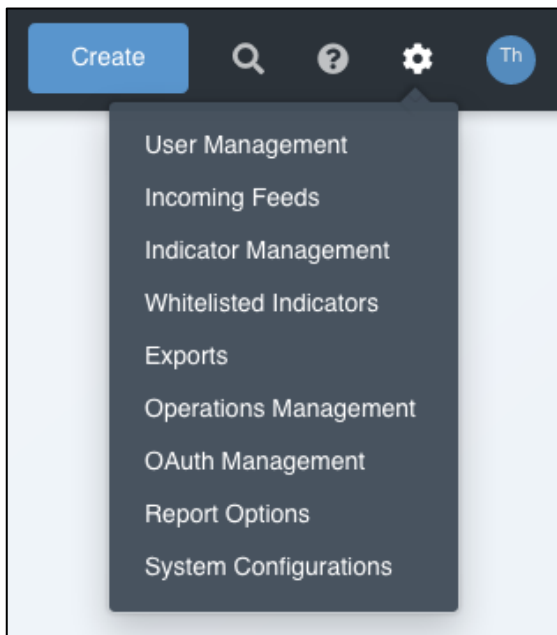 Create
Th
User Management
Incoming Feeds
Indicator Management
Whitelisted Indicators
Exports
Operations Management
OAuth Management
Report Options
System Configurations